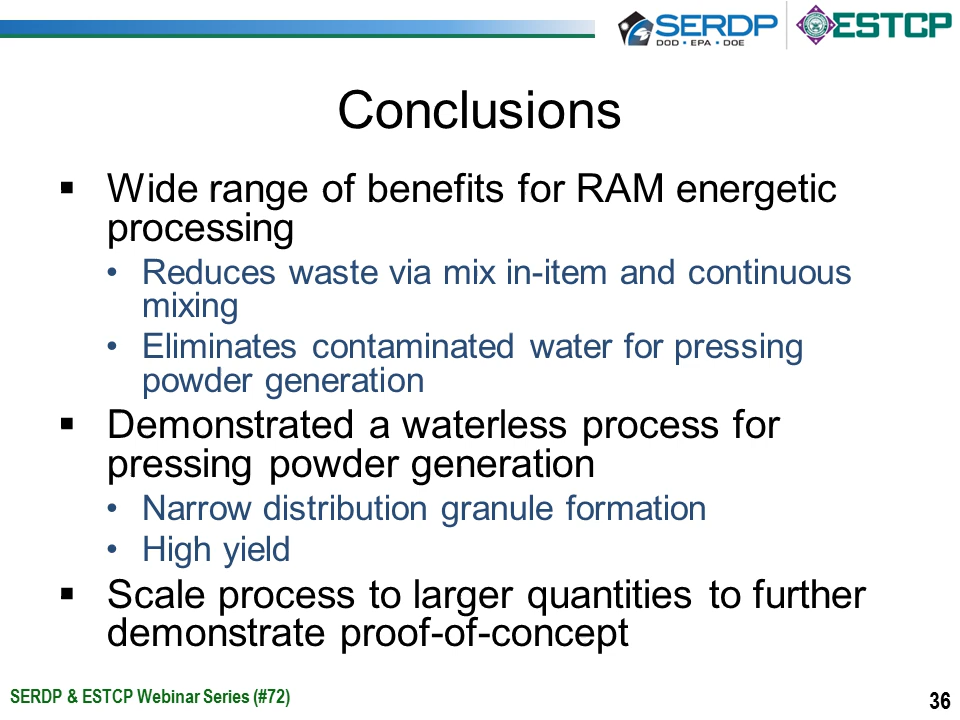 SERDP
DOD • EPA • DOE
ESTCP
Conclusions
▪ Wide range of benefits for RAM energetic
processing
• Reduces waste via mix in-item and continuous
mixing
• Eliminates contaminated water for pressing
powder generation
▪ Demonstrated a waterless process for
pressing powder generation
• Narrow distribution granule formation
• High yield
▪ Scale process to larger quantities to further
demonstrate proof-of-concept
SERDP & ESTCP Webinar Series (#72)
36